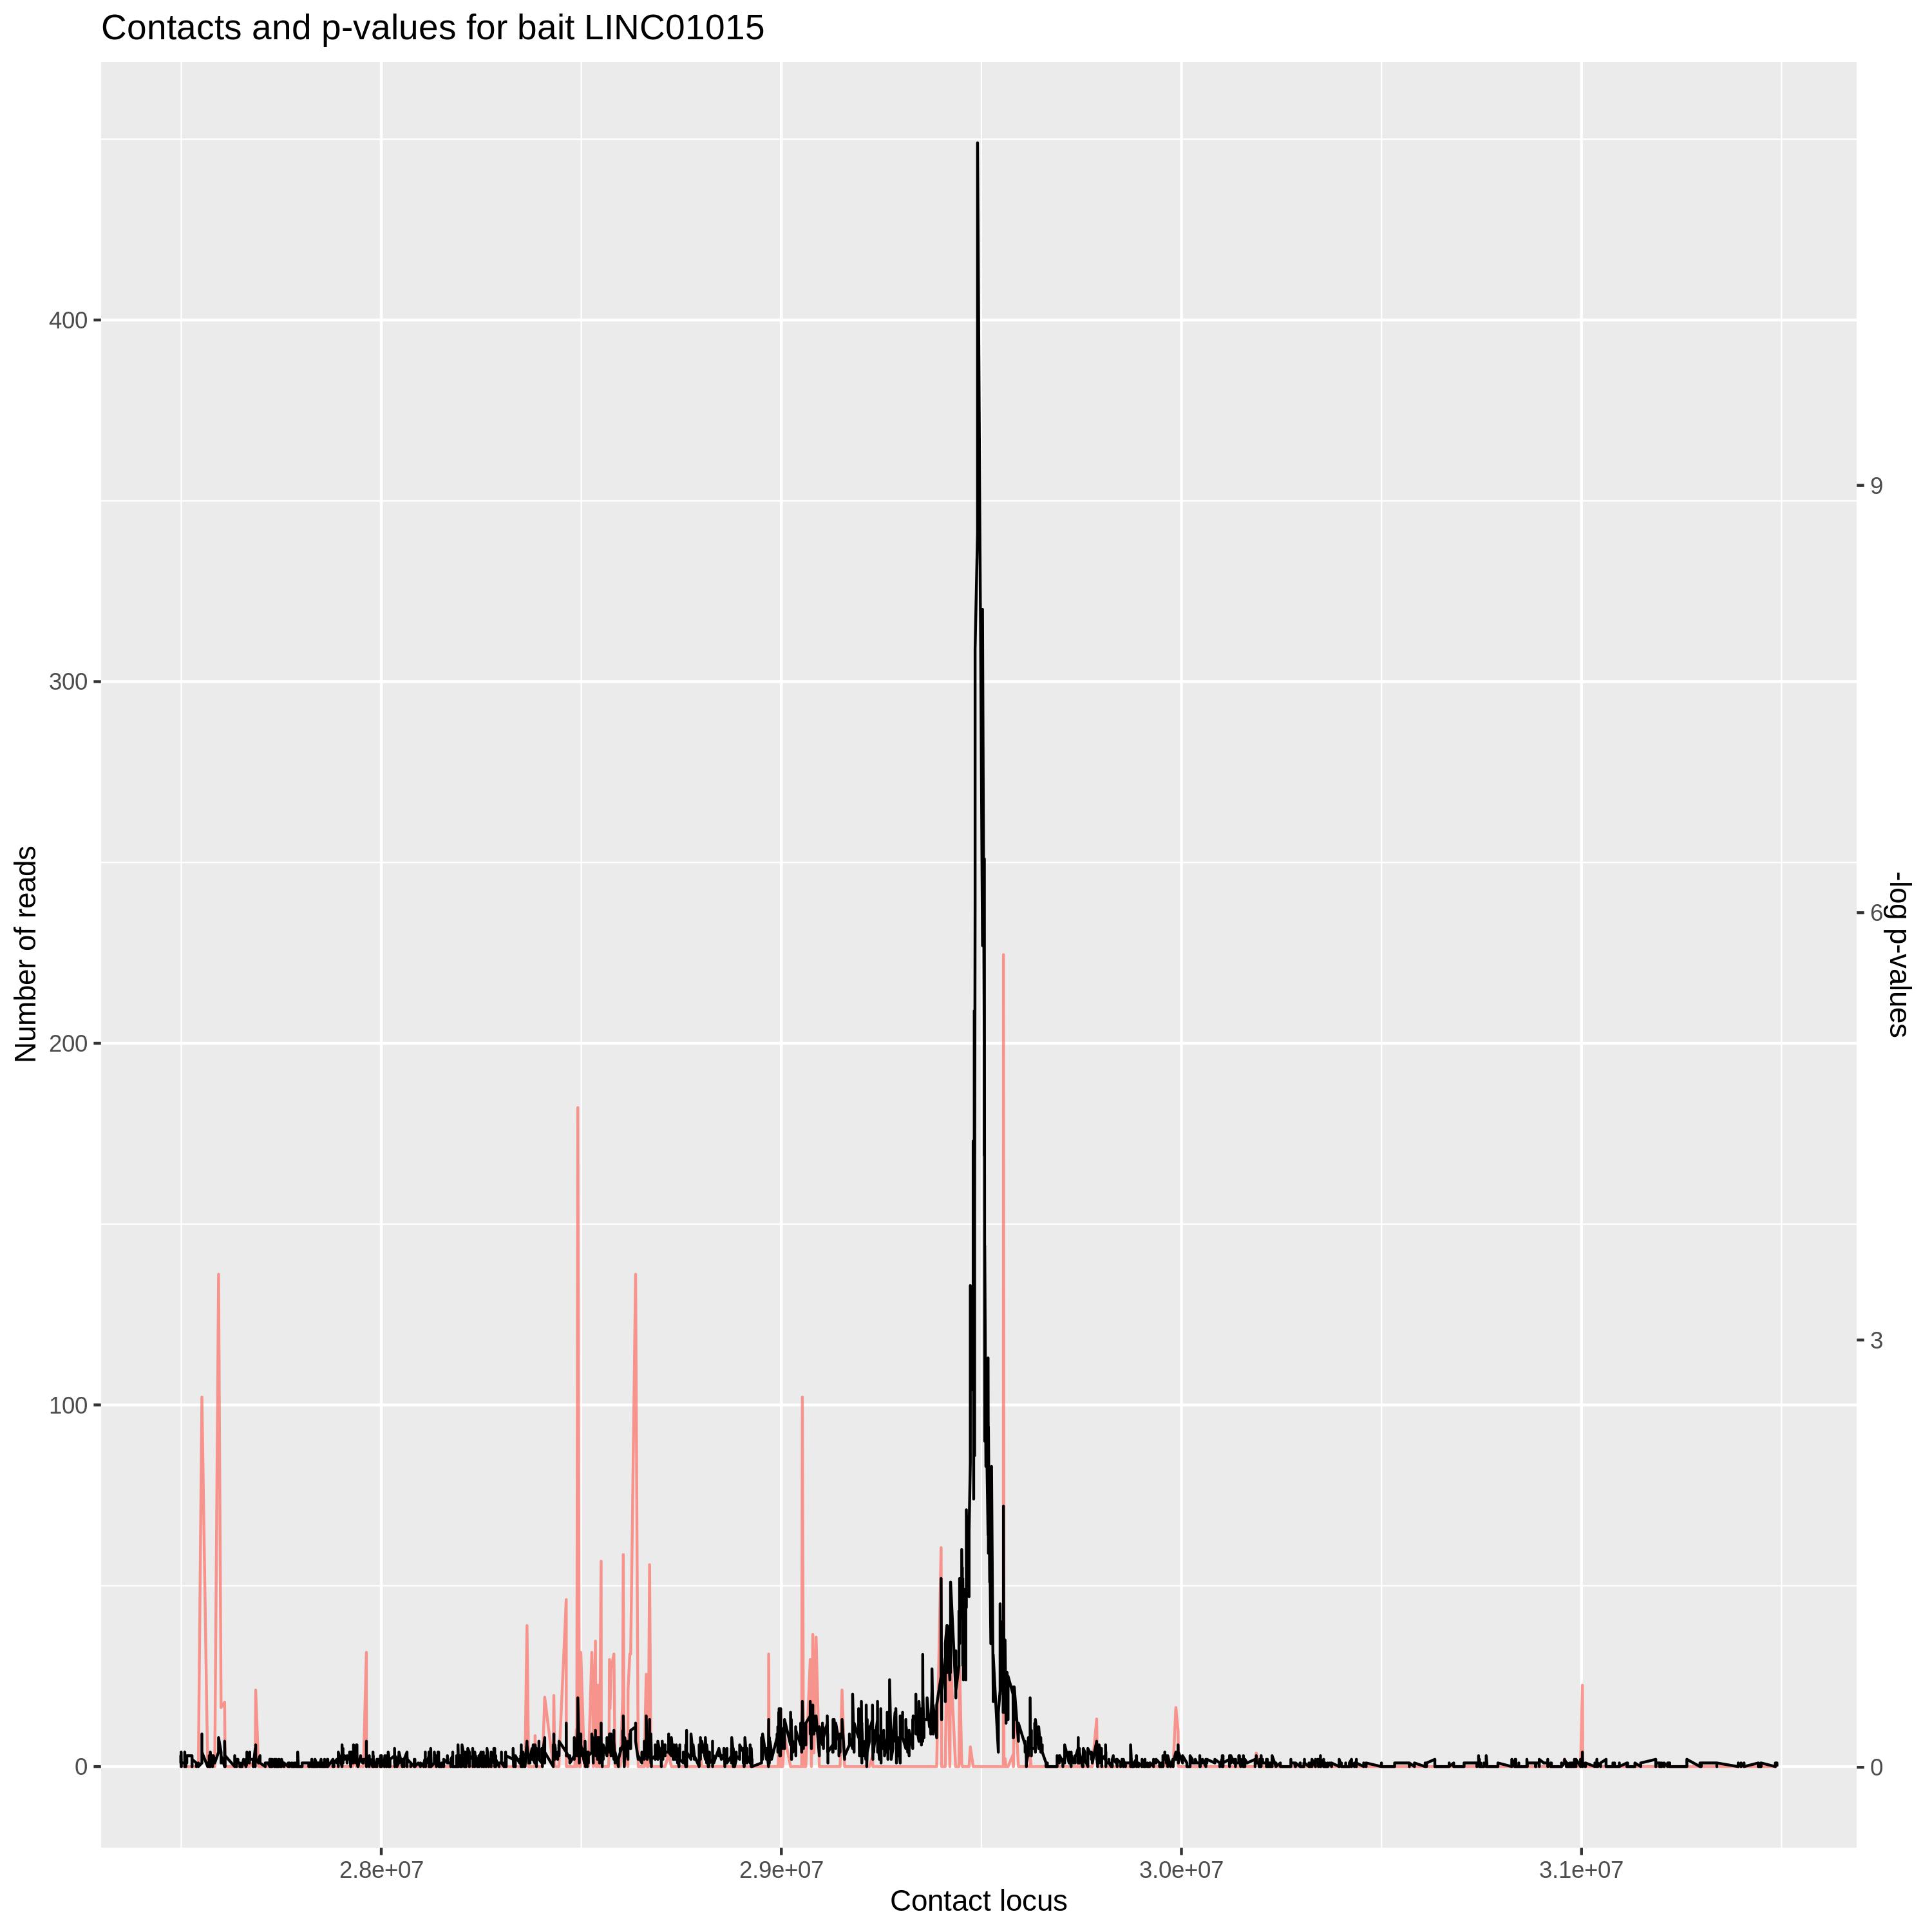 Contacts and p-values for bait LINC01015
400
300
200
100
0
9
6
3
0
Number of reads
-log p-values
2.8e+07
2.9e+07
3.0e+07
3.1e+07
Contact locus